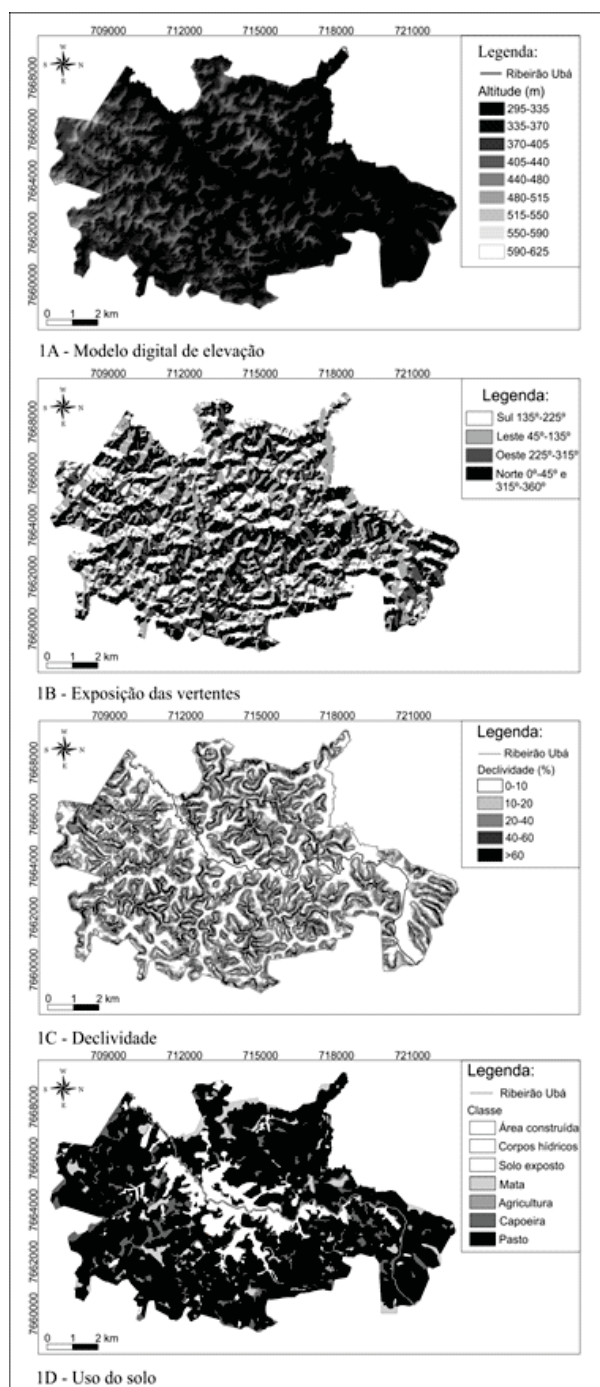 709000 712000 715000 718000 721000
7668000
7666000
7664000
7662000
7660000
W
S N
E
0 1 2 km
Legenda:
Ribeirão Ubá
Altitude (m)
295-335
335-370
370-405
405-440
440-480
480-515
515-550
550-590
590-625
1A - Modelo digital de elevação
709000 712000 715000 718000 721000
7668000
7666000
7664000
7662000
7660000
W
S N
E
0 1 2 km
Legenda:
Sul 135º-225º
Leste 45º-135º
Oeste 225º-315º
Norte 0º-45º e
315º-360º
1B - Exposição das vertentes
709000 712000 715000 718000 721000
7668000
7666000
7664000
7662000
7660000
W
S N
E
0 1 2 km
Legenda:
Ribeirão Ubá
Declividade (%)
0-10
10-20
20-40
40-60
>60
1C - Declividade
709000 712000 715000 718000 721000
7668000
7666000
7664000
7662000
7660000
W
S N
E
0 1 2 km
Legenda:
Ribeirão Ubá
Classe
Área construída
Corpos hídricos
Solo exposto
Mata
Agricultura
Capoeira
Pasto
1D - Uso do solo